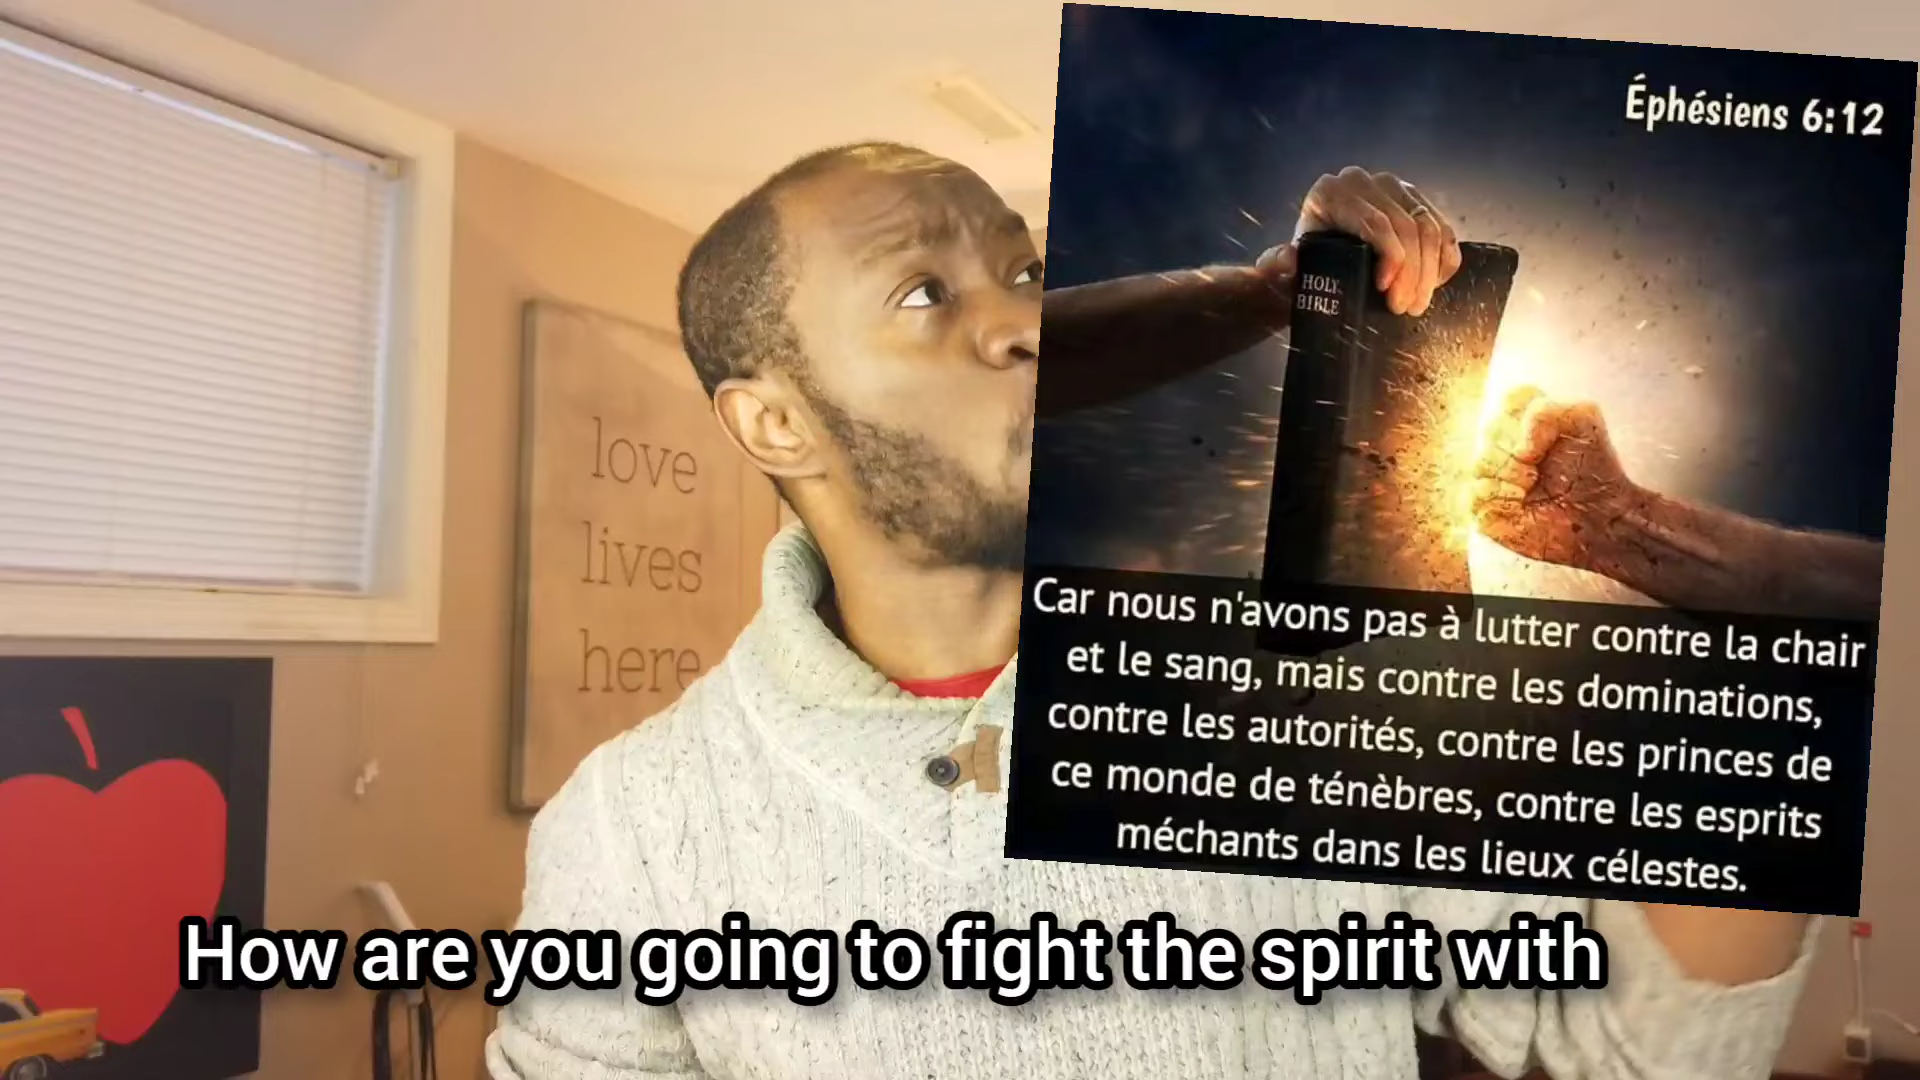 Éphésiens 6:12
HOLY
BIBLE
love
lives
here
Car nous n'avons pas à lutter contre la chair
et le sang, mais contre les dominations,
contre les autorités, contre les princes de
ce monde de ténèbres, contre les esprits
méchants dans les lieux célestes.
How are you going to fight the spirit with